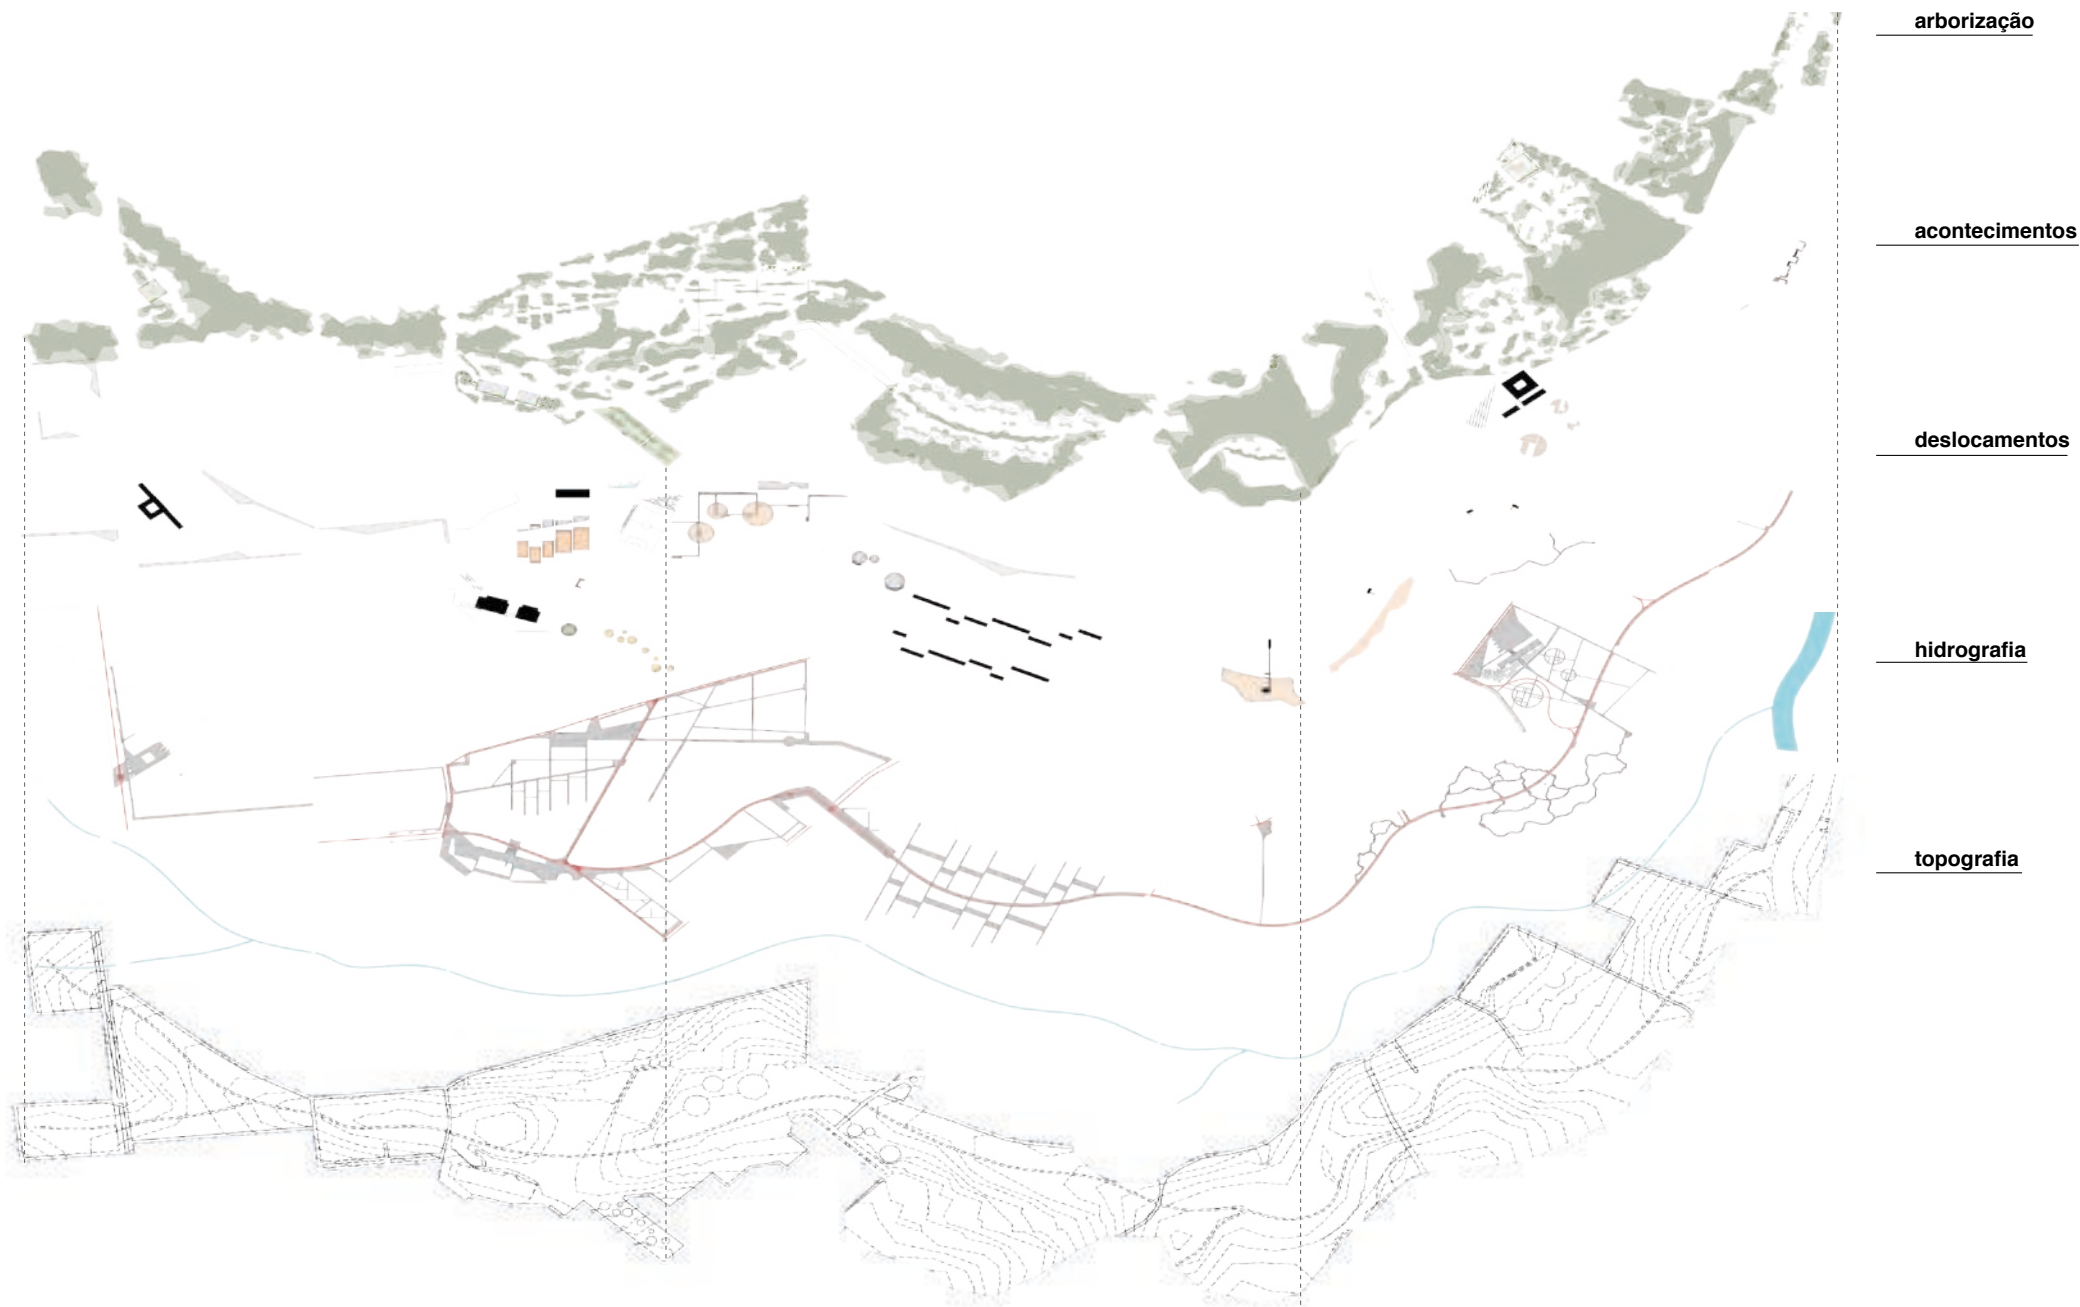 arborização
acontecimentos
deslocamentos
hidrografia
topografia